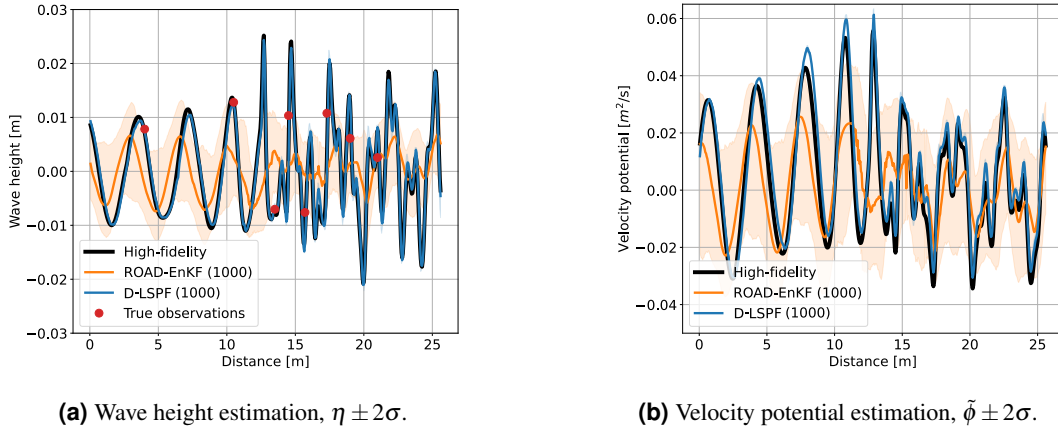 0.03
0.02
0.01
0.00
−0.01
−0.02
−0.03
Wave height [m]
High-fidelity
ROAD-EnKF (1000)
D-LSPF (1000)
True observations
0 5 10 15 20 25
Distance [m]
(a) Wave height estimation, η ± 2σ.
0.06
0.04
0.02
0.00
−0.02
−0.04
Velocity potential [m²/s]
High-fidelity
ROAD-EnKF (1000)
D-LSPF (1000)
0 5 10 15 20 25
Distance [m]
(b) Velocity potential estimation, ϕ̃ ± 2σ.